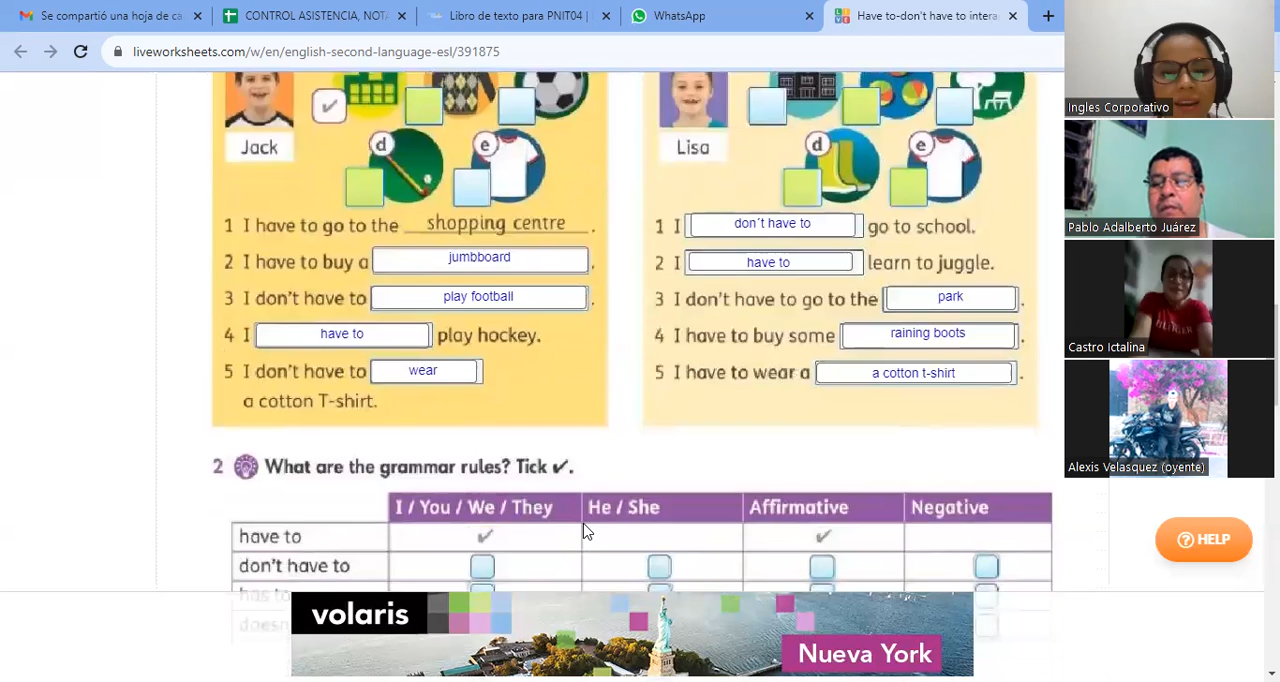 Se compartió una hoja de ca
CONTROL ASISTENCIA, NOTA
Libro de texto para PNIT04 |
WhatsApp
Have to-don't have to intera
liveworksheets.com/w/en/english-second-language-esl/391875
Jack
d
e
1 I have to go to the shopping centre.
2 I have to buy a jumbboard.
3 I don't have to play football.
4 I have to play hockey.
5 I don't have to wear
a cotton T-shirt.
Lisa
d
e
1 I don´t have to go to school.
2 I have to learn to juggle.
3 I don't have to go to the park.
4 I have to buy some raining boots.
5 I have to wear a a cotton t-shirt.
2 What are the grammar rules? Tick ✔.
I / You / We / They He / She Affirmative Negative
have to ✔ ✔
don't have to
has to
volaris
Nueva York
Ingles Corporativo
Pablo Adalberto Juárez
Castro Ictalina
Alexis Velasquez (oyente)
HELP